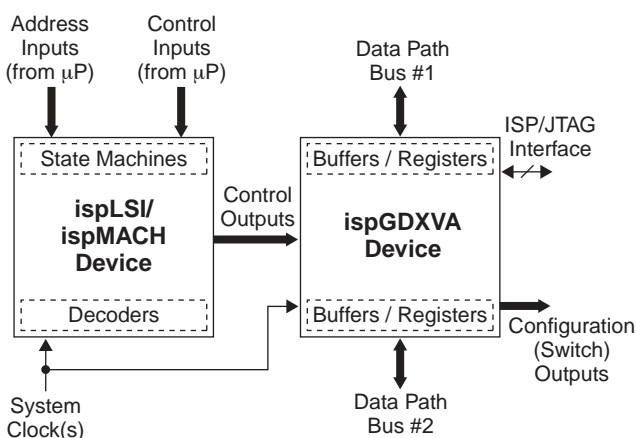 Address
Inputs
(from μP)
Control
Inputs
(from μP)
Data Path
Bus #1
ISP/JTAG
Interface
State Machines
Buffers / Registers
ispLSI/
ispMACH
Device
Control
Outputs
ispGDXVA
Device
Decoders
Buffers / Registers
Configuration
(Switch)
Outputs
System
Clock(s)
Data Path
Bus #2